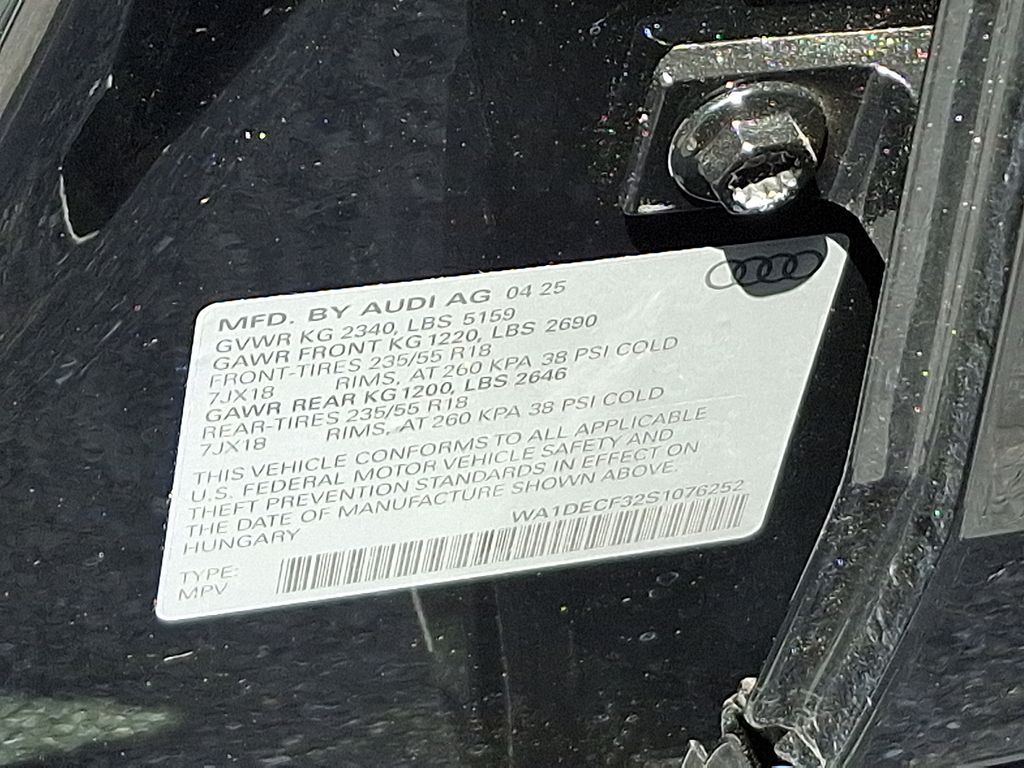 MFD. BY AUDI AG 04 25
GVWR KG 2340, LBS 5159
GAWR FRONT KG 1220, LBS 2690
FRONT-TIRES 235/55 R18
7JX18 RIMS, AT 260 KPA 38 PSI COLD
GAWR REAR KG 1200, LBS 2646
REAR-TIRES 235/55 R18
7JX18 RIMS, AT 260 KPA 38 PSI COLD
THIS VEHICLE CONFORMS TO ALL APPLICABLE
U.S. FEDERAL MOTOR VEHICLE SAFETY AND
THEFT PREVENTION STANDARDS IN EFFECT ON
THE DATE OF MANUFACTURE SHOWN ABOVE.
HUNGARY WA1DECF32S1076252
TYPE:
MPV